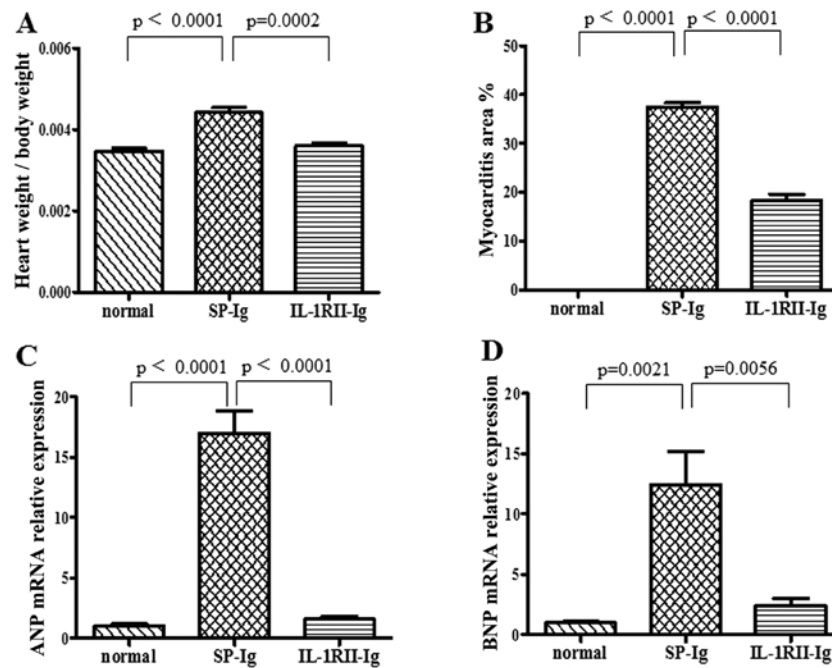 A
p < 0.0001
p=0.0002
Heart weight / body weight
0.006
0.004
0.002
0.000
normal
SP-Ig
IL-1RII-Ig
B
p < 0.0001
p < 0.0001
Myocarditis area %
50
40
30
20
10
0
normal
SP-Ig
IL-1RII-Ig
C
p < 0.0001
p < 0.0001
ANP mRNA relative expression
20
15
10
5
0
normal
SP-Ig
IL-1RII-Ig
D
p=0.0021
p=0.0056
BNP mRNA relative expression
20
15
10
5
0
normal
SP-Ig
IL-1RII-Ig